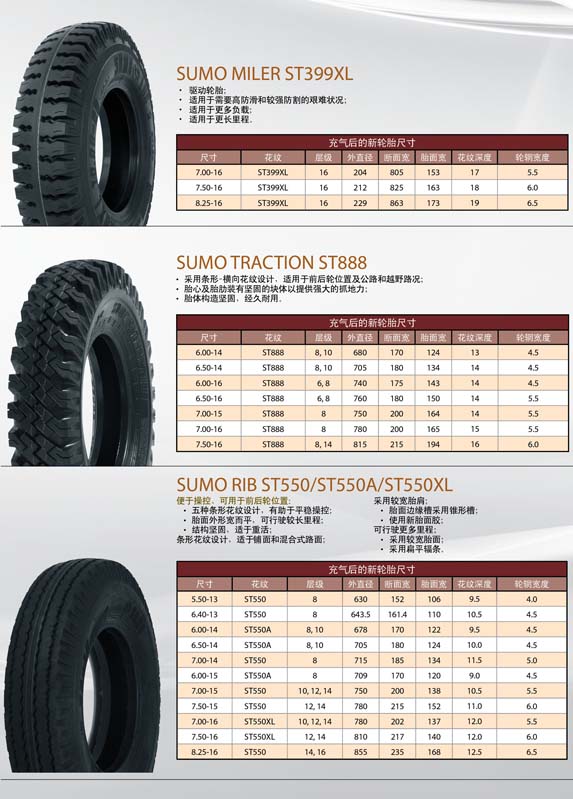 SUMO MILER ST399XL
• 驱动轮胎;
• 适用于需要高防滑和较强防割的艰难状况;
• 适用于更多负载;
• 适用于更长里程.
充气后的新轮胎尺寸
尺寸 花纹 层级 外直径 断面宽 胎面宽 花纹深度 轮辋宽度
7.00-16 ST399XL 16 204 805 153 17 5.5
7.50-16 ST399XL 16 212 825 163 18 6.0
8.25-16 ST399XL 16 229 863 173 19 6.5
SUMO TRACTION ST888
• 采用条形-横向花纹设计，适用于前后轮位置及公路和越野路况;
• 胎心及胎肋装有坚固的块体以提供强大的抓地力;
• 胎体构造坚固，经久耐用.
充气后的新轮胎尺寸
尺寸 花纹 层级 外直径 断面宽 胎面宽 花纹深度 轮辋宽度
6.00-14 ST888 8, 10 680 170 124 13 4.5
6.50-14 ST888 8, 10 705 180 134 14 4.5
6.00-16 ST888 6, 8 740 175 143 14 4.5
6.50-16 ST888 6, 8 760 180 150 14 5.5
7.00-15 ST888 8 750 200 164 14 5.5
7.00-16 ST888 8 780 200 165 15 5.5
7.50-16 ST888 8, 14 815 215 194 16 6.0
SUMO RIB ST550/ST550A/ST550XL
便于操控，可用于前后轮位置:
• 五种条形花纹设计，有助于平稳操控;
• 胎面外形宽而平，可行驶较长里程;
• 结构坚固，适于重活;
条形花纹设计，适于铺面和混合式路面;
采用较宽胎肩:
• 胎面边缘槽采用锥形槽;
• 使用新胎面胶;
可行驶更多里程:
• 采用较宽胎面;
• 采用扁平辐条.
充气后的新轮胎尺寸
尺寸 花纹 层级 外直径 断面宽 胎面宽 花纹深度 轮辋宽度
5.50-13 ST550 8 630 152 106 9.5 4.0
6.40-13 ST550 8 643.5 161.4 110 10.5 4.5
6.00-14 ST550A 8, 10 678 170 122 9.5 4.5
6.50-14 ST550A 8, 10 705 180 124 10.0 4.5
7.00-14 ST550 8 715 185 134 11.5 5.0
6.00-15 ST550A 8 709 170 120 9.0 4.5
7.00-15 ST550 10, 12, 14 750 200 138 10.5 5.5
7.50-15 ST550 12, 14 780 215 152 11.0 6.0
7.00-16 ST550XL 10, 12, 14 780 202 137 12.0 5.5
7.50-16 ST550XL 12, 14 810 217 140 12.0 6.0
8.25-16 ST550 14, 16 855 235 168 12.5 6.5